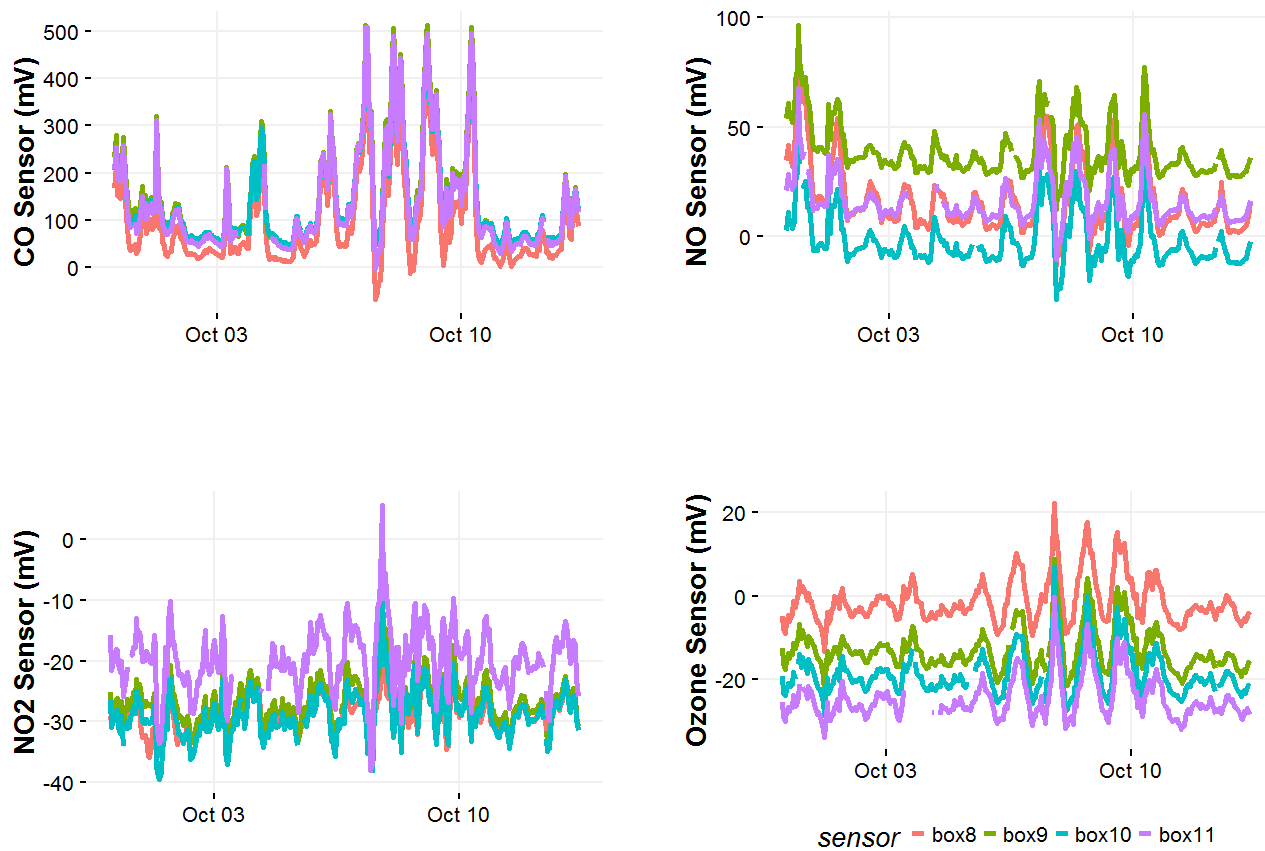 CO Sensor (mV)
500
400
300
200
100
0
Oct 03
Oct 10
NO Sensor (mV)
100
50
0
Oct 03
Oct 10
NO2 Sensor (mV)
0
-10
-20
-30
-40
Oct 03
Oct 10
Ozone Sensor (mV)
20
0
-20
Oct 03
Oct 10
sensor box8 box9 box10 box11